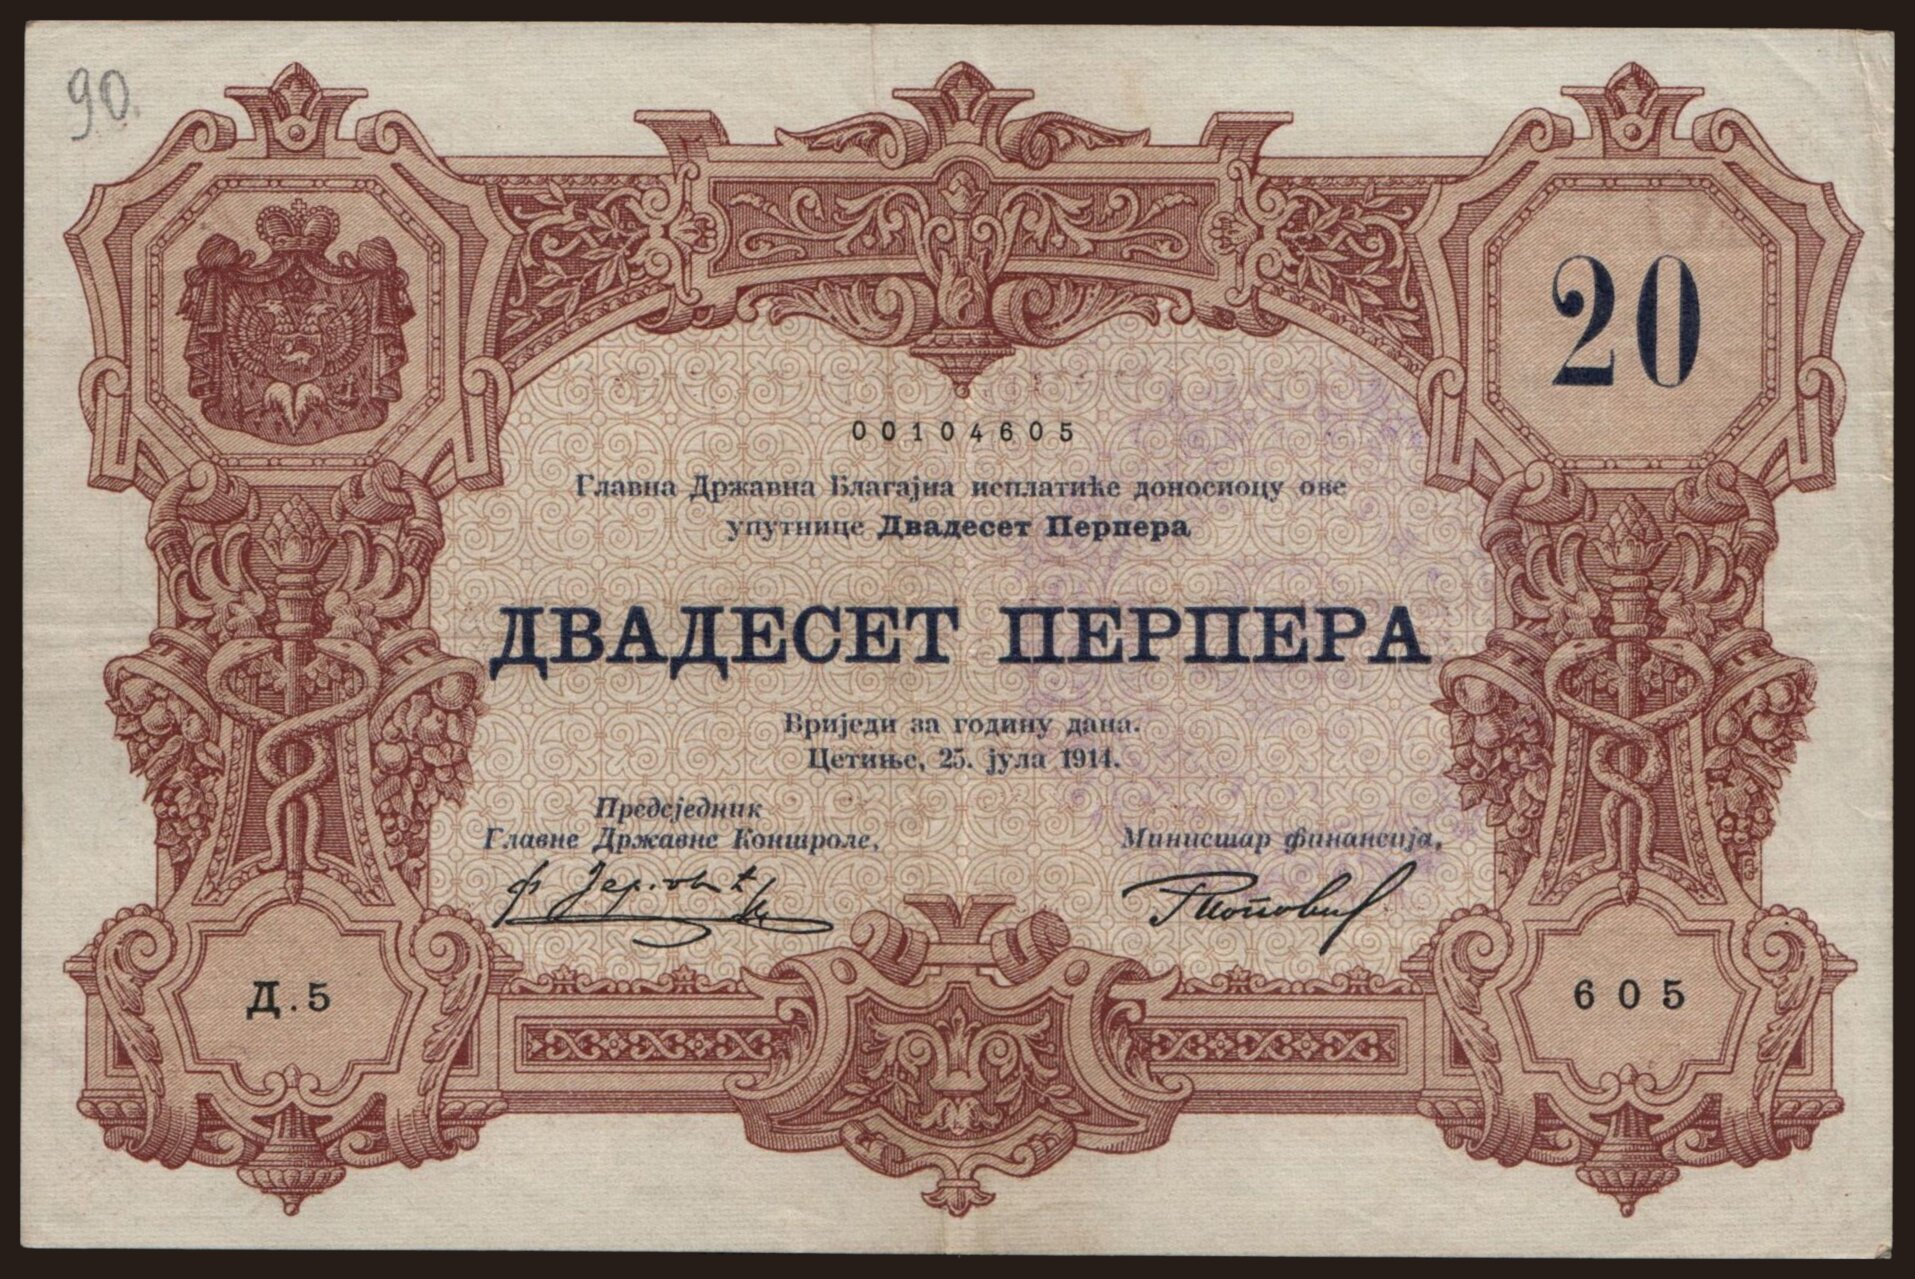 90.
20
00104605
Главна Државна Благајна исплатиће доносиоцу ове
упутнице Двадесет Перпера
ДВАДЕСЕТ ПЕРПЕРА
Вриједи за годину дана.
Цетиње, 25. јула 1914.
Предсједник
Главне Државне Контроле,
Министар финансија,
Д.5
605